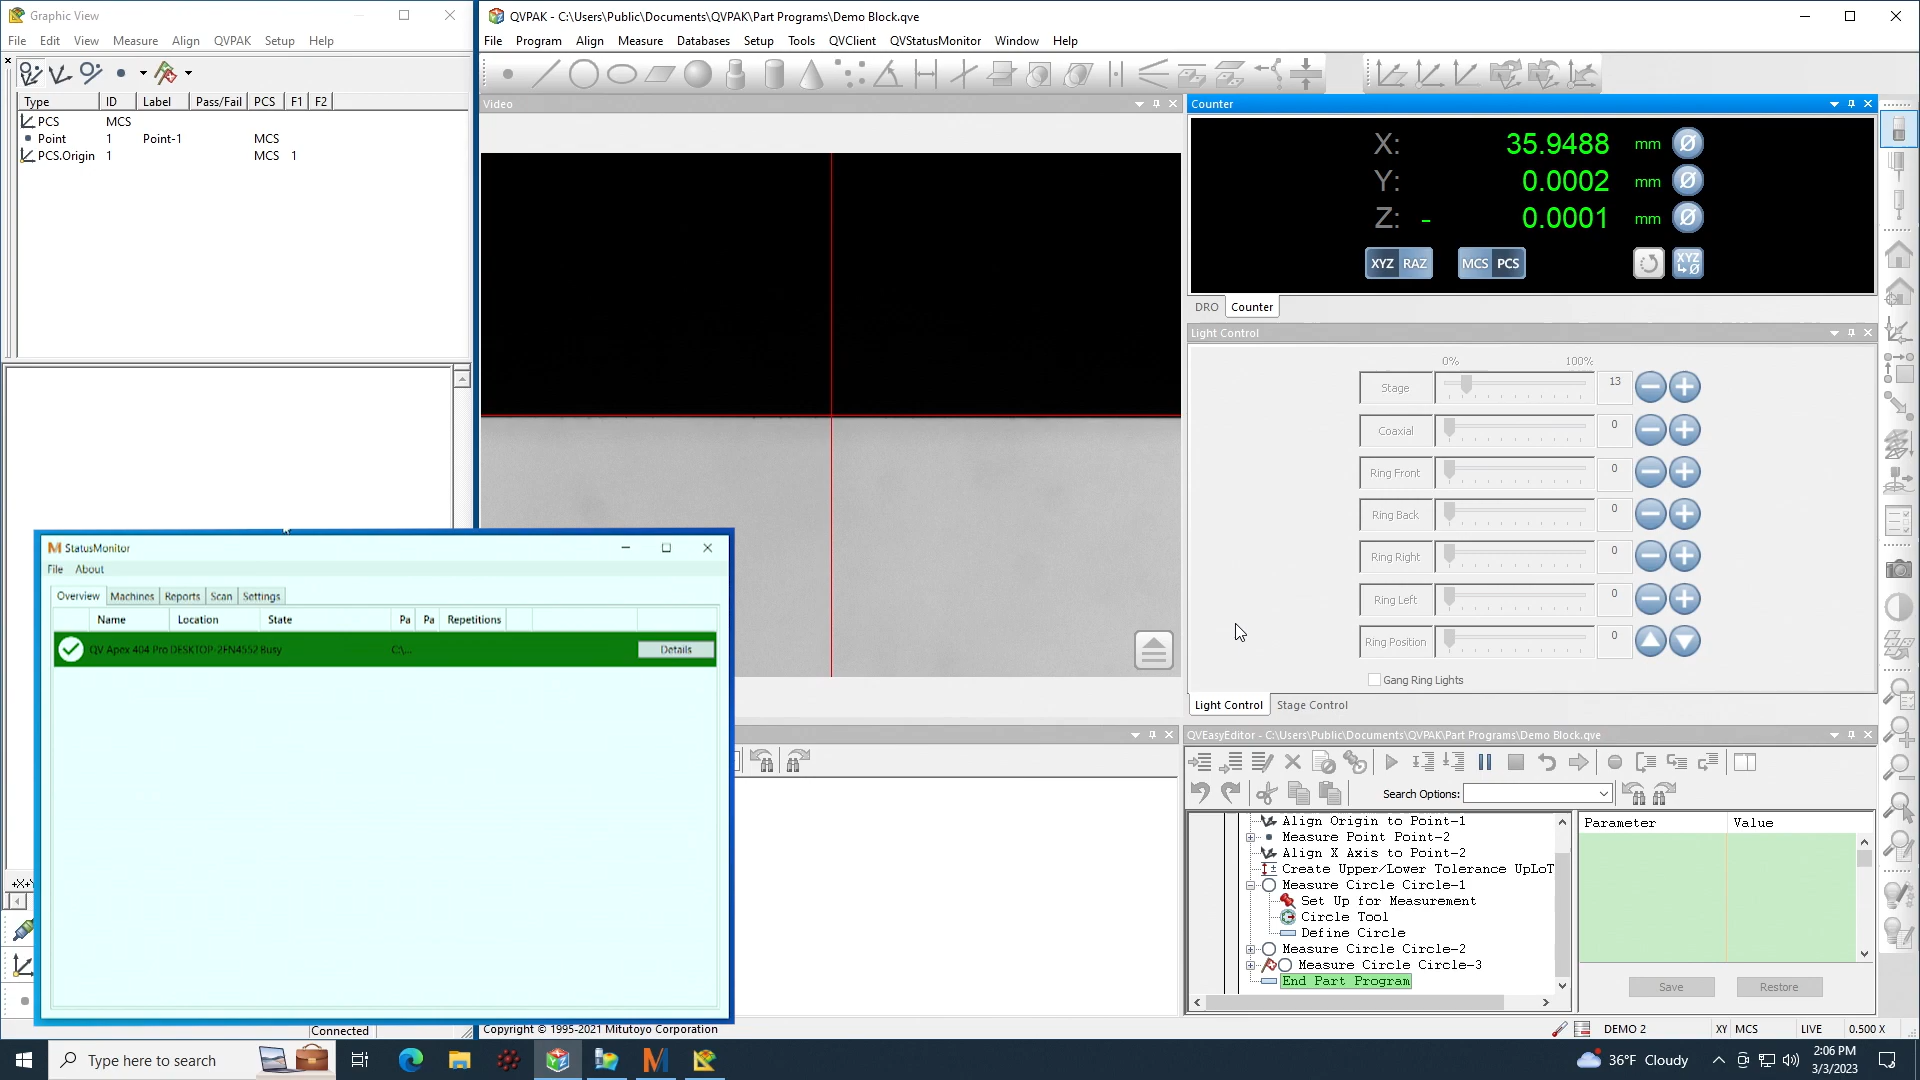 Graphic View
File Edit View Measure Align QVPAK Setup Help
Type ID Label Pass/Fail PCS F1 F2
PCS MCS
Point 1 Point-1 MCS
PCS.Origin 1 MCS 1
QVPAK - C:\Users\Public\Documents\QVPAK\Part Programs\Demo Block.qve
File Program Align Measure Databases Setup Tools QVClient QVStatusMonitor Window Help
Video
Counter
X: 35.9488 mm
Y: 0.0002 mm
Z: - 0.0001 mm
XYZ RAZ MCS PCS XYZ
DRO Counter
Light Control
0% 100%
Stage 13
Coaxial 0
Ring Front 0
Ring Back 0
Ring Right 0
Ring Left 0
Ring Position 0
Gang Ring Lights
Light Control Stage Control
StatusMonitor
File About
Overview Machines Reports Scan Settings
Name Location State Pa Pa Repetitions
QV Apex 404 Pro DESKTOP-2FN4552 Busy C:\... Details
QVEasyEditor - C:\Users\Public\Documents\QVPAK\Part Programs\Demo Block.qve
Search Options:
Align Origin to Point-1
Measure Point Point-2
Align X Axis to Point-2
Create Upper/Lower Tolerance UpLoT
Measure Circle Circle-1
Set Up for Measurement
Circle Tool
Define Circle
Measure Circle Circle-2
Measure Circle Circle-3
End Part Program
Parameter Value
Save Restore
Connected
Copyright © 1995-2021 Mitutoyo Corporation
DEMO 2 XY MCS LIVE 0.500 X
Type here to search
36°F Cloudy
2:06 PM
3/3/2023